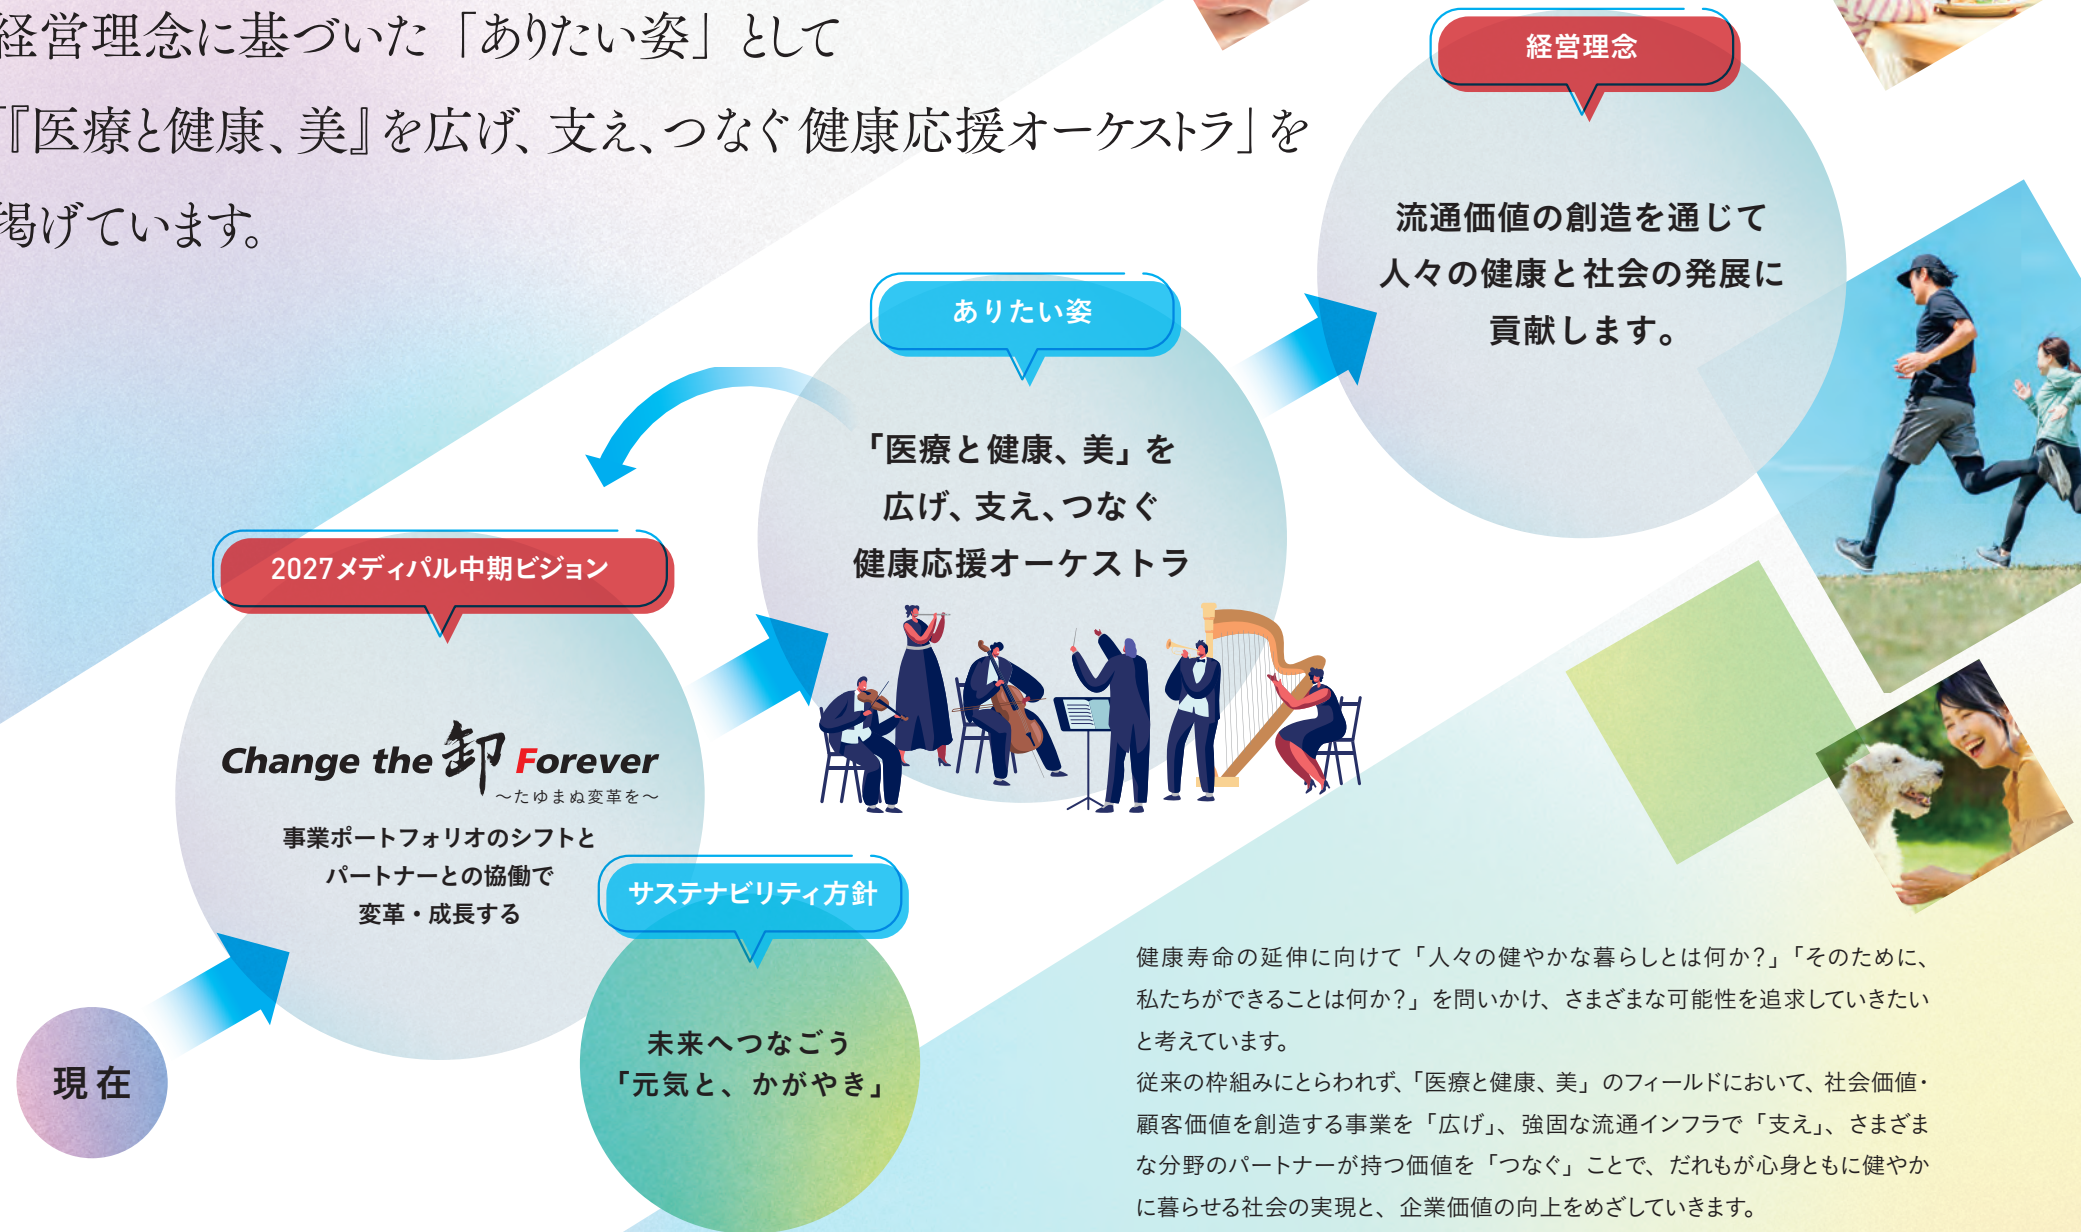 経営理念に基づいた「ありたい姿」として
「『医療と健康、美』を広げ、支え、つなぐ健康応援オーケストラ」を
掲げています。
経営理念
流通価値の創造を通じて
人々の健康と社会の発展に
貢献します。
ありたい姿
「医療と健康、美」を
広げ、支え、つなぐ
健康応援オーケストラ
2027メディパル中期ビジョン
Change the 卸 Forever
～たゆまぬ変革を～
事業ポートフォリオのシフトと
パートナーとの協働で
変革・成長する
サステナビリティ方針
未来へつなごう
「元気と、かがやき」
現在
健康寿命の延伸に向けて「人々の健やかな暮らしとは何か？」「そのために、
私たちができることは何か？」を問いかけ、さまざまな可能性を追求していきたい
と考えています。
従来の枠組みにとらわれず、「医療と健康、美」のフィールドにおいて、社会価値・
顧客価値を創造する事業を「広げ」、強固な流通インフラで「支え」、さまざま
な分野のパートナーが持つ価値を「つなぐ」ことで、だれもが心身ともに健やか
に暮らせる社会の実現と、企業価値の向上をめざしていきます。